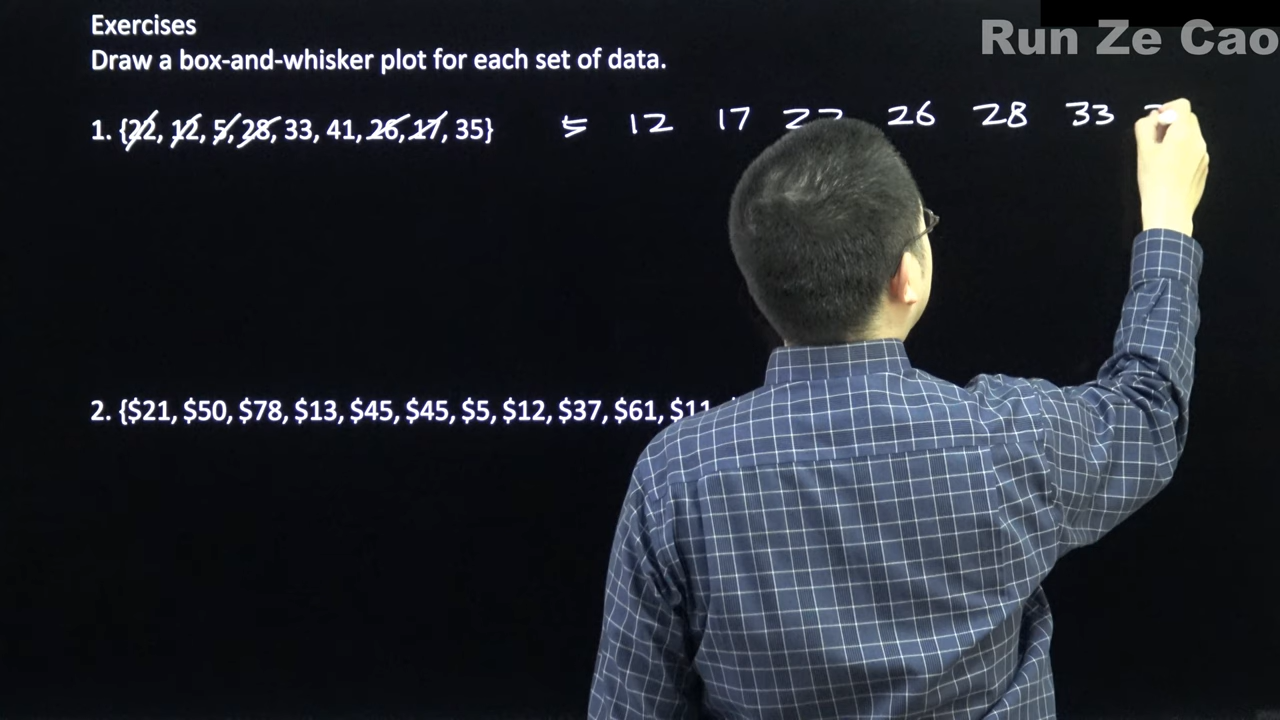 Exercises
Run Ze Cao
Draw a box-and-whisker plot for each set of data.
1. {22, 12, 5, 28, 33, 41, 26, 17, 35} 5 12 17 22 26 28 33
2. {$21, $50, $78, $13, $45, $45, $5, $12, $37, $61, $11,